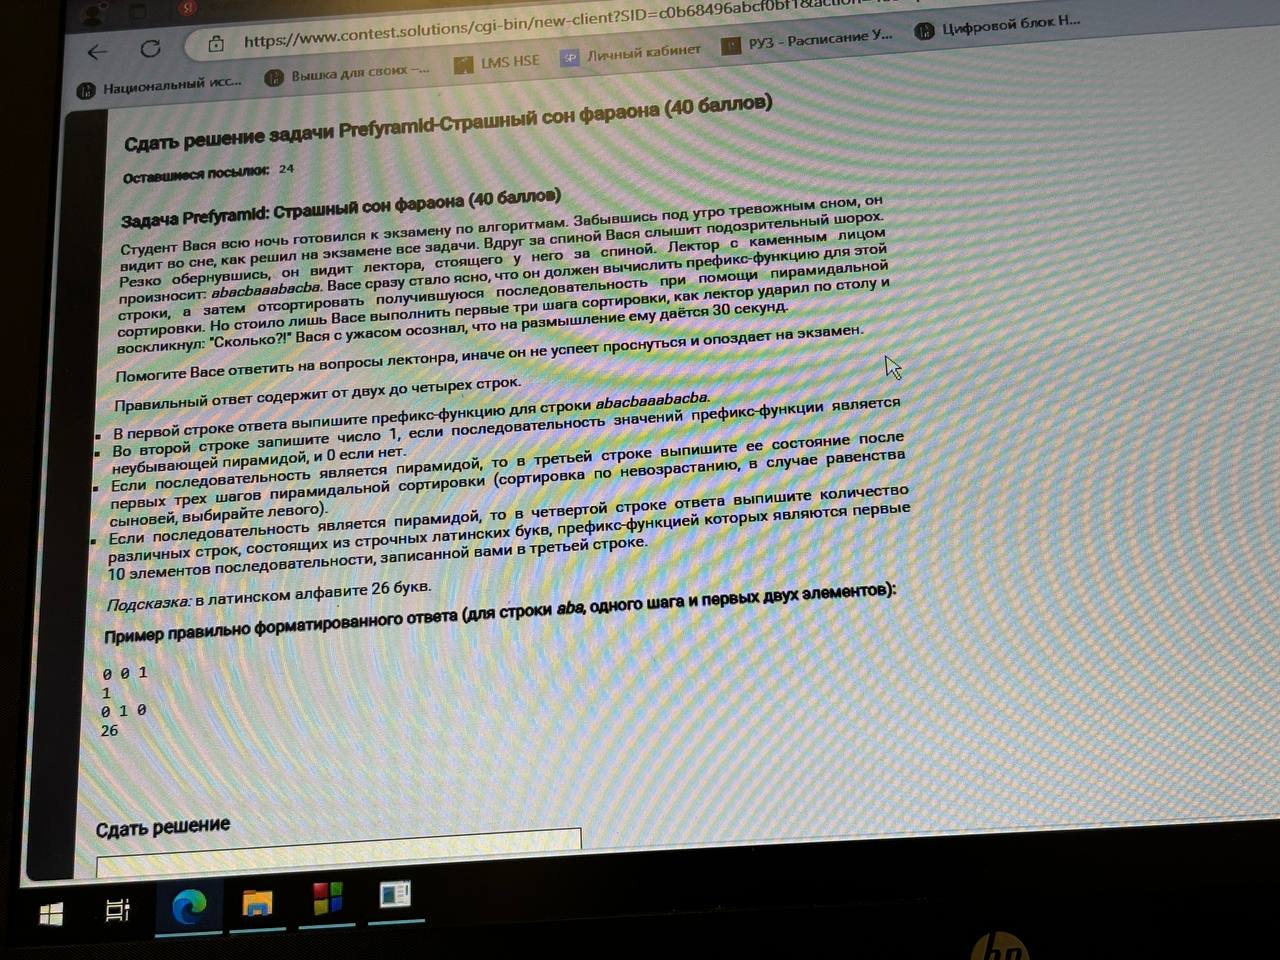 https://www.contest.solutions/cgi-bin/new-client?SID=c0b68496abcf0bf1&action=
Национальный исс...
Вышка для своих –...
LMS HSE
SP
Личный кабинет
РУЗ - Расписание У...
Цифровой блок Н...
Сдать решение задачи Prefyramid-Страшный сон фараона (40 баллов)
Оставшиеся посылки: 24
Задача Prefyramid: Страшный сон фараона (40 баллов)
Студент Вася всю ночь готовился к экзамену по алгоритмам. Забывшись под утро тревожным сном, он
видит во сне, как решил на экзамене все задачи. Вдруг за спиной Вася слышит подозрительный шорох.
Резко обернувшись, он видит лектора, стоящего у него за спиной. Лектор с каменным лицом
произносит: abacbaaabacba. Васе сразу стало ясно, что он должен вычислить префикс-функцию для этой
строки, а затем отсортировать получившуюся последовательность при помощи пирамидальной
сортировки. Но стоило лишь Васе выполнить первые три шага сортировки, как лектор ударил по столу и
воскликнул: "Сколько?!" Вася с ужасом осознал, что на размышление ему даётся 30 секунд.
Помогите Васе ответить на вопросы лектонра, иначе он не успеет проснуться и опоздает на экзамен.
Правильный ответ содержит от двух до четырех строк.
В первой строке ответа выпишите префикс-функцию для строки abacbaaabacba.
Во второй строке запишите число 1, если последовательность значений префикс-функции является
неубывающей пирамидой, и 0 если нет.
Если последовательность является пирамидой, то в третьей строке выпишите ее состояние после
первых трех шагов пирамидальной сортировки (сортировка по невозрастанию, в случае равенства
сыновей, выбирайте левого).
Если последовательность является пирамидой, то в четвертой строке ответа выпишите количество
различных строк, состоящих из строчных латинских букв, префикс-функцией которых являются первые
10 элементов последовательности, записанной вами в третьей строке.
Подсказка: в латинском алфавите 26 букв.
Пример правильно форматированного ответа (для строки aba, одного шага и первых двух элементов):
0 0 1
1
0 1 0
26
Сдать решение
hp